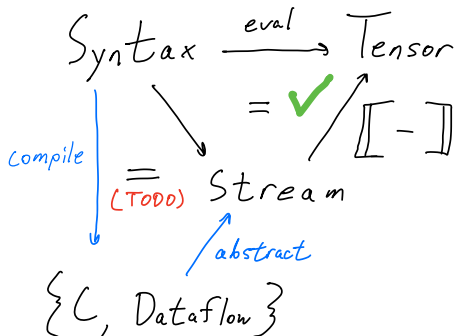 eval
Syntax Tensor
= ✓
⟦ - ⟧
compile
=
(TODO)
Stream
abstract
{C, Dataflow}